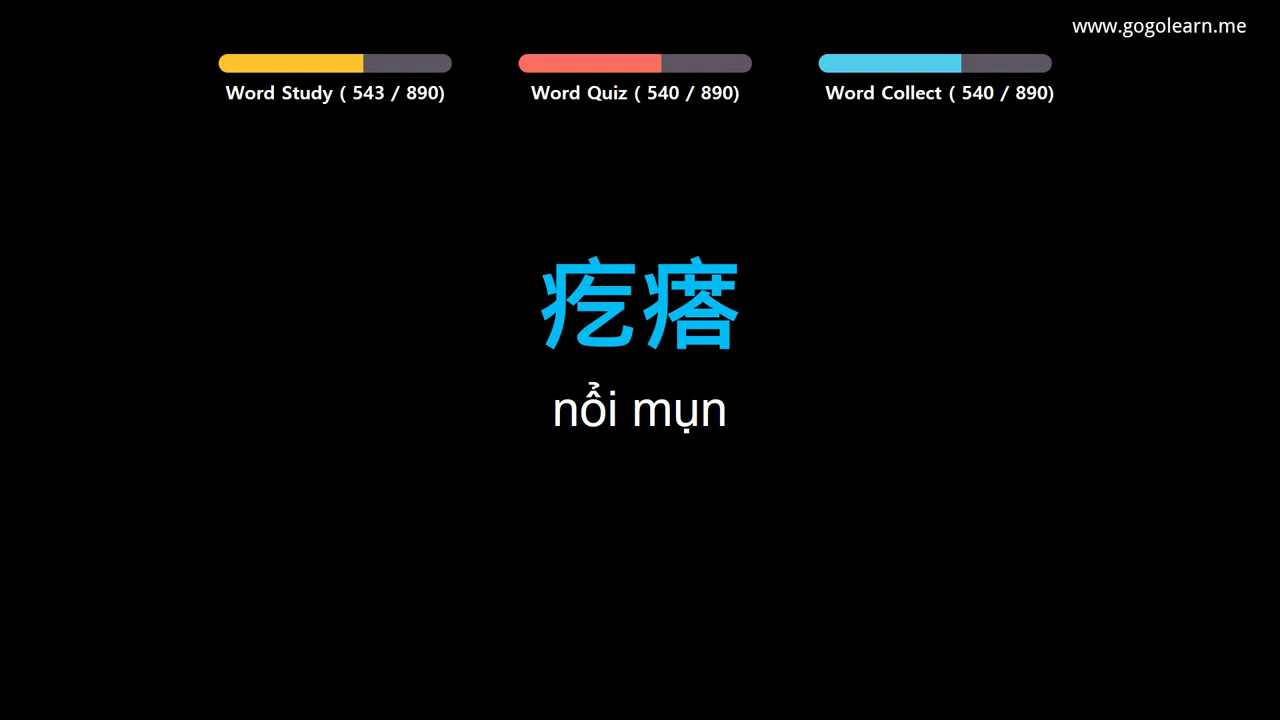 www.gogolearn.me
Word Study ( 543 / 890)
Word Quiz ( 540 / 890)
Word Collect ( 540 / 890)
疙瘩
nổi mụn